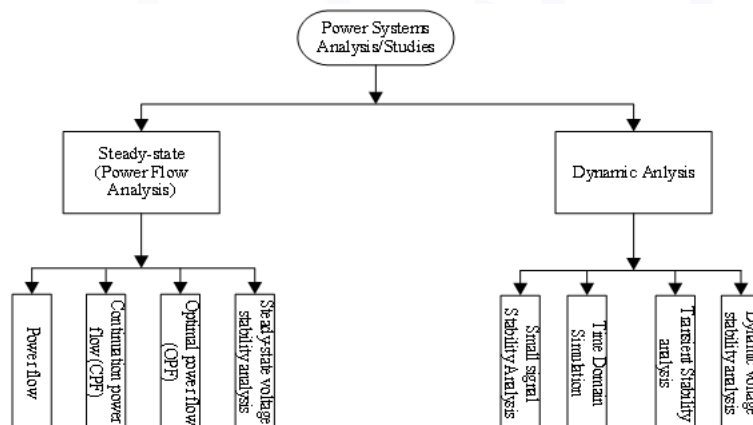 Power Systems
Analysis/Studies
Steady-state
(Power Flow
Analysis)
Dynamic Anlysis
Power flow
Continuation power
flow (CPF)
Optimal power flow
(OPF)
Steady-state voltage
stability analysis
Small signal
Stability Analysis
Time Domain
Simulation
Transient Stability
analysis
Dynamic voltage
stability analysis